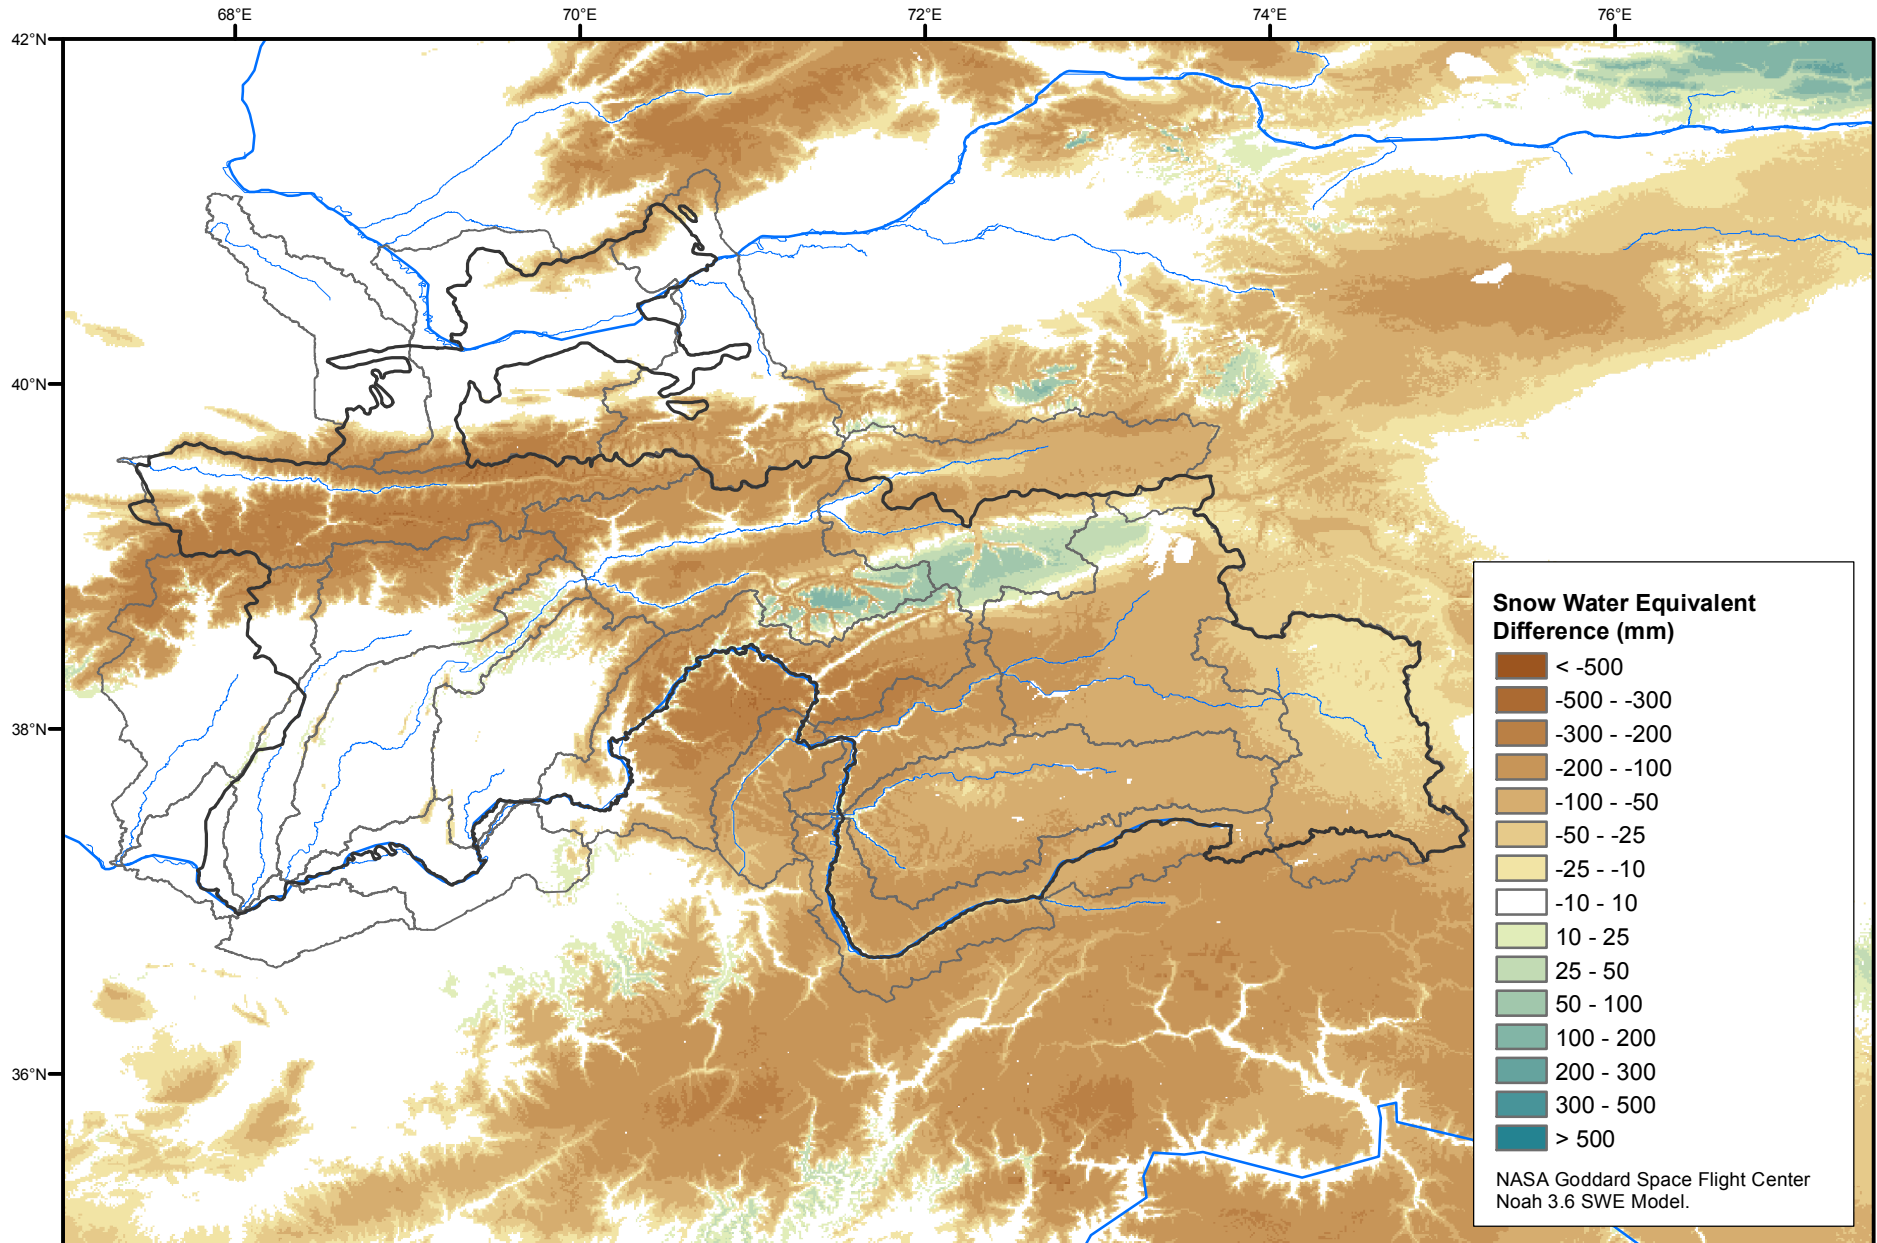 68°E 70°E 72°E 74°E 76°E
42°N
40°N
38°N
36°N
Snow Water Equivalent
Difference (mm)
< -500
-500 - -300
-300 - -200
-200 - -100
-100 - -50
-50 - -25
-25 - -10
-10 - 10
10 - 25
25 - 50
50 - 100
100 - 200
200 - 300
300 - 500
> 500
NASA Goddard Space Flight Center
Noah 3.6 SWE Model.